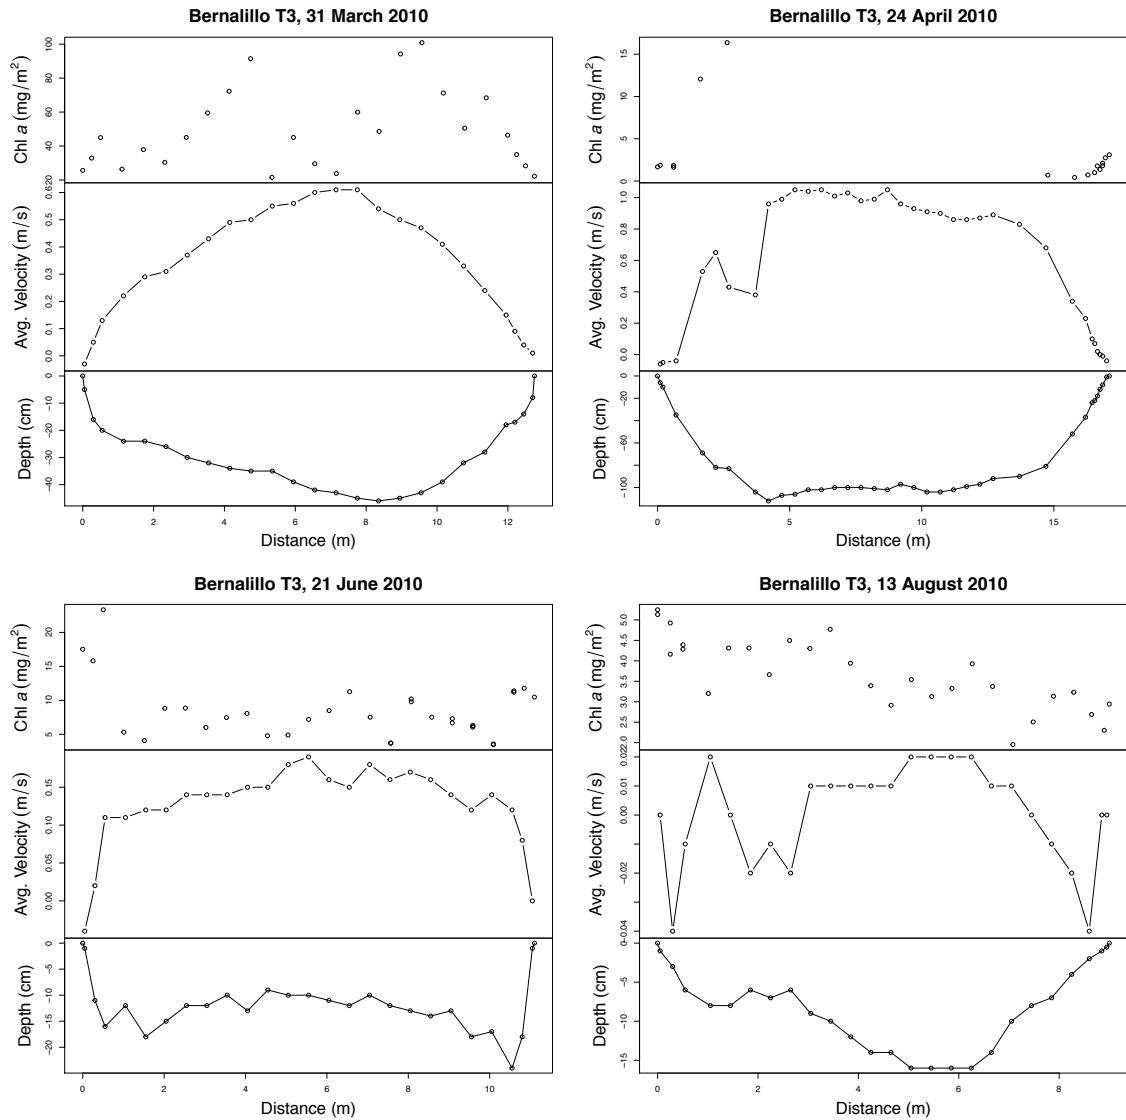 Bernalillo T3, 31 March 2010
Chl a (mg/m²)
20 40 60 80 100
Avg. Velocity (m/s)
0.0 0.1 0.2 0.3 0.4 0.5 0.6
Depth (cm)
-40 -30 -20 -10 0
0 2 4 6 8 10 12
Distance (m)
Bernalillo T3, 24 April 2010
Chl a (mg/m²)
0 5 10 15
Avg. Velocity (m/s)
0.0 0.2 0.4 0.6 0.8 1.0
Depth (cm)
-100 -60 -20 0
0 5 10 15
Distance (m)
Bernalillo T3, 21 June 2010
Chl a (mg/m²)
5 10 15 20
Avg. Velocity (m/s)
0.00 0.05 0.10 0.15
Depth (cm)
-20 -15 -10 -5 0
0 2 4 6 8 10
Distance (m)
Bernalillo T3, 13 August 2010
Chl a (mg/m²)
2.0 2.5 3.0 3.5 4.0 4.5 5.0
Avg. Velocity (m/s)
-0.04 -0.02 0.00 0.02
Depth (cm)
-15 -10 -5 0
0 2 4 6 8
Distance (m)